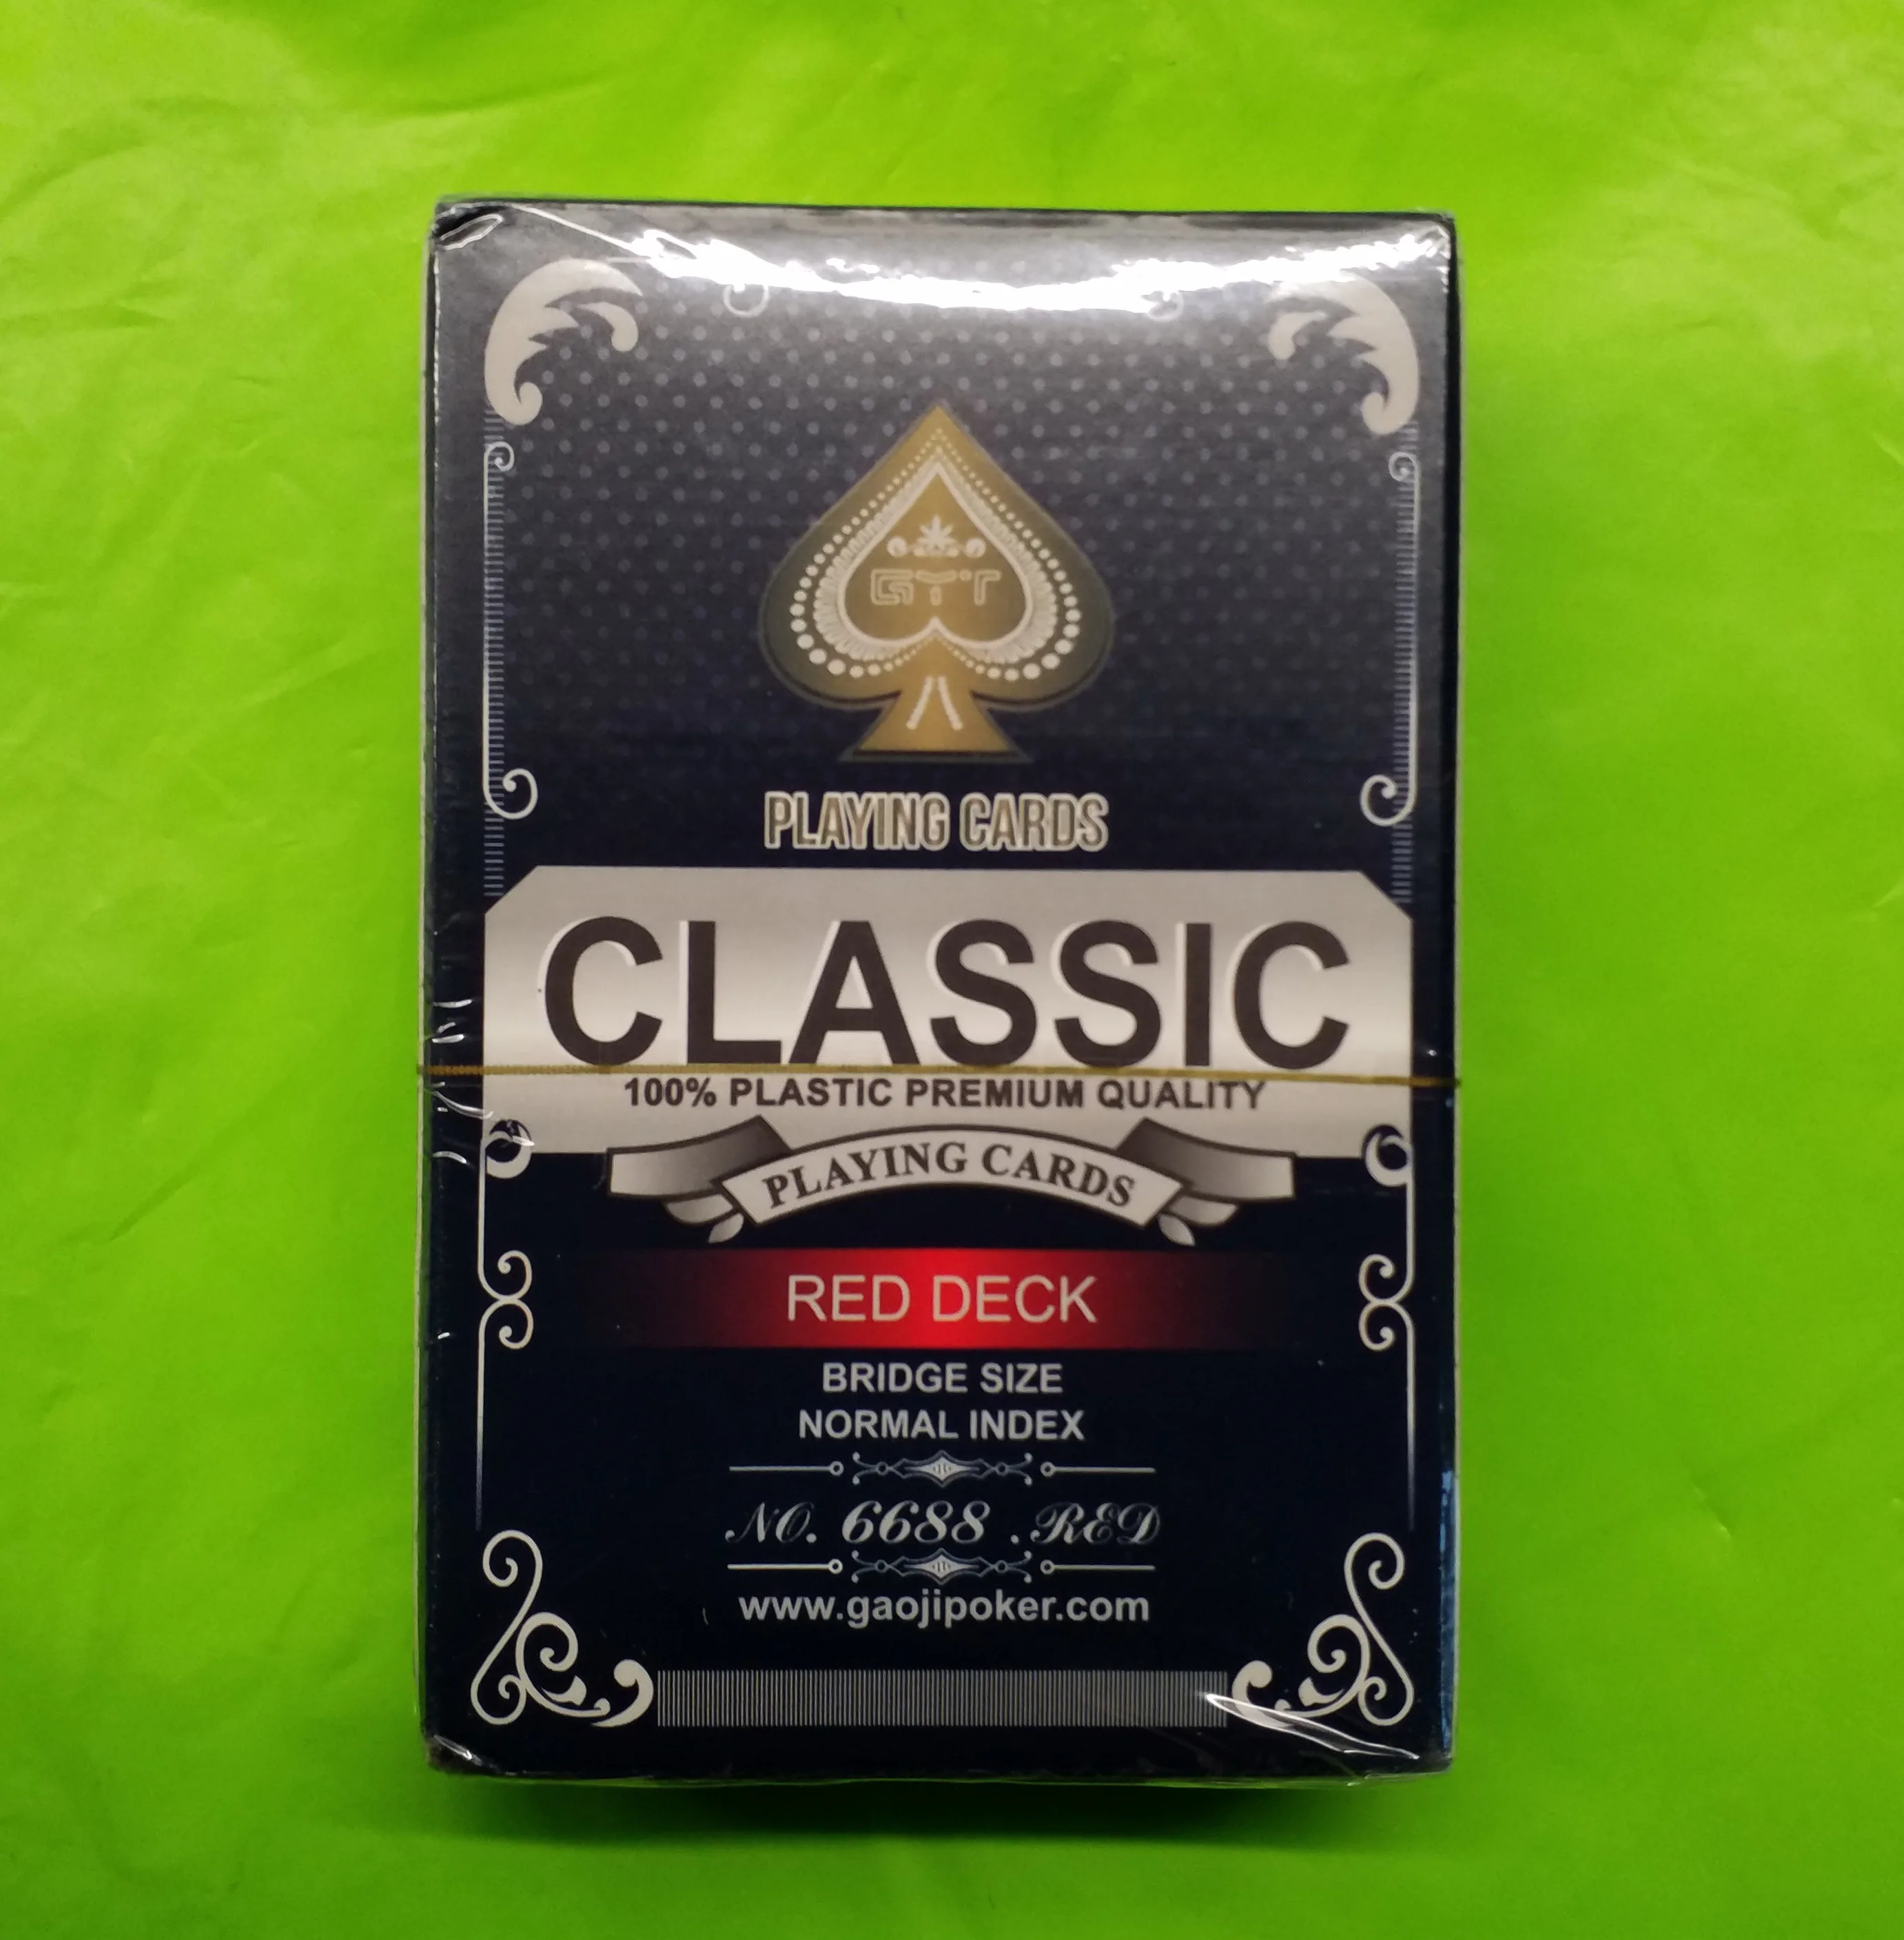 GYT
PLAYING CARDS
CLASSIC
100% PLASTIC PREMIUM QUALITY
PLAYING CARDS
RED DECK
BRIDGE SIZE
NORMAL INDEX
NO. 6688 .RED
www.gaojipoker.com